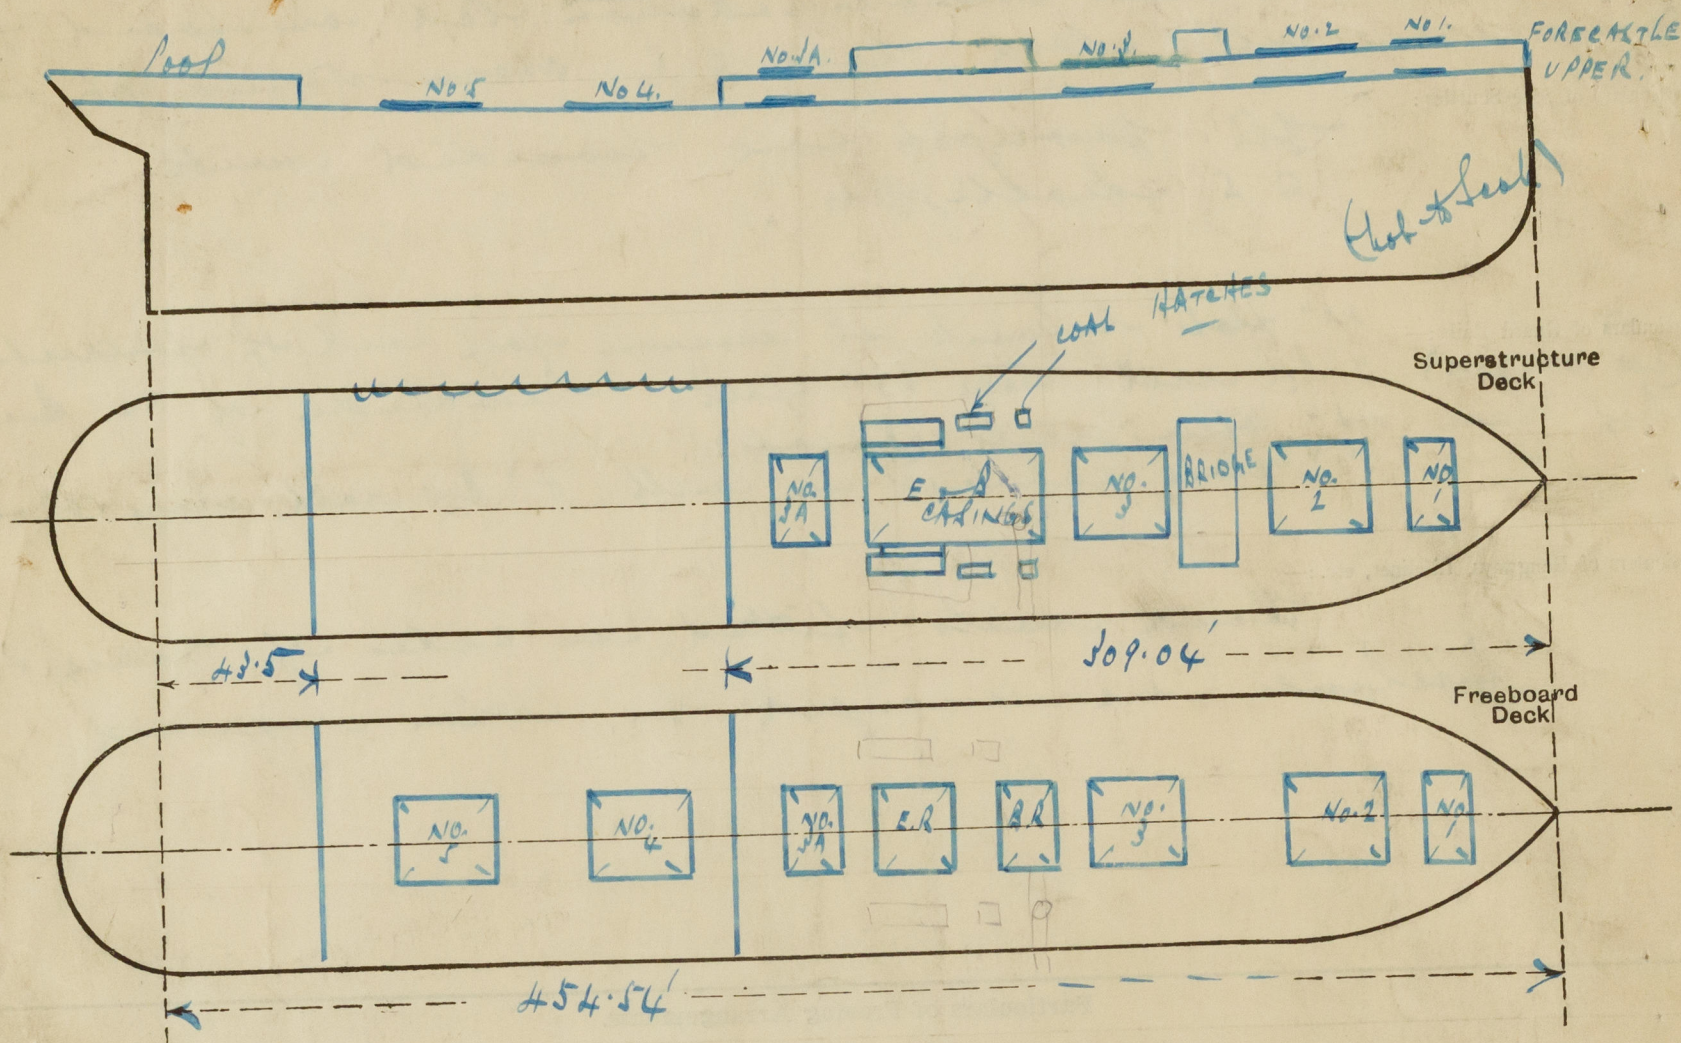 Poop
No.5
No 4.
No.3A.
No.3.
No.2
No 1.
FORECASTLE
UPPER.
(Not to Scale)
COAL HATCHES
Superstructure
Deck
NO.
3A
E B
CASINGS
NO.
3
BRIDGE
NO.
2
NO
1
43.5
309.04'
Freeboard
Deck
NO.
5
NO.
4
NO.
3A
E.R
B.R
NO.
3
No.2
NO
1
454.54'